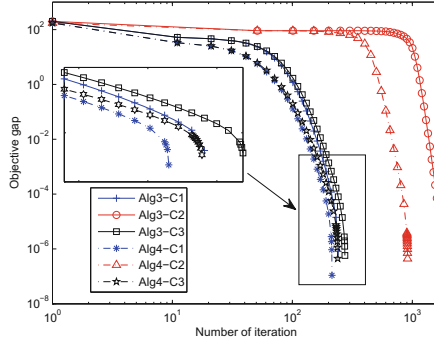 Objective gap
10^2
10^0
10^-2
10^-4
10^-6
10^-8
Alg3-C1
Alg3-C2
Alg3-C3
Alg4-C1
Alg4-C2
Alg4-C3
10^0 10^1 10^2 10^3
Number of iteration